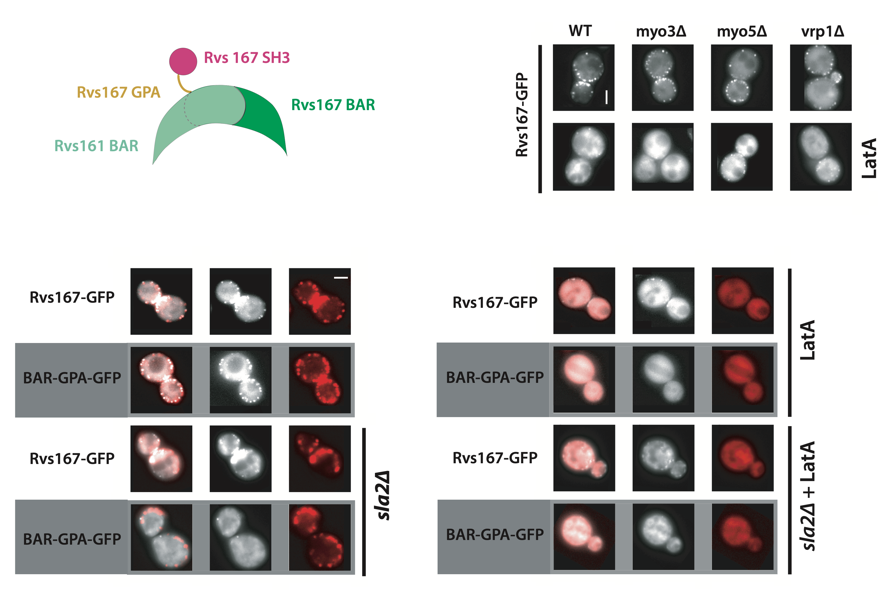 Rvs 167 SH3
Rvs167 GPA
Rvs167 BAR
Rvs161 BAR
WT myo3Δ myo5Δ vrp1Δ
Rvs167-GFP
LatA
Rvs167-GFP
BAR-GPA-GFP
Rvs167-GFP
BAR-GPA-GFP
sla2Δ
Rvs167-GFP
BAR-GPA-GFP
LatA
Rvs167-GFP
BAR-GPA-GFP
sla2Δ + LatA